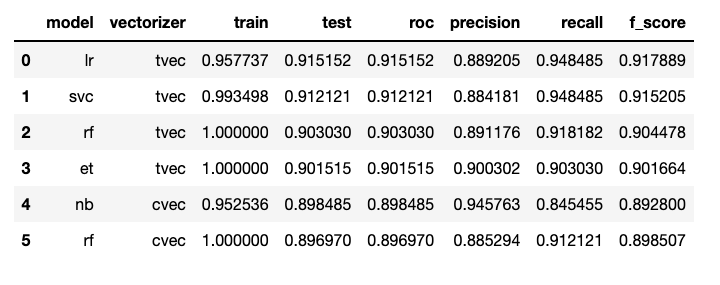 model vectorizer train test roc precision recall f_score
0 lr tvec 0.957737 0.915152 0.915152 0.889205 0.948485 0.917889
1 svc tvec 0.993498 0.912121 0.912121 0.884181 0.948485 0.915205
2 rf tvec 1.000000 0.903030 0.903030 0.891176 0.918182 0.904478
3 et tvec 1.000000 0.901515 0.901515 0.900302 0.903030 0.901664
4 nb cvec 0.952536 0.898485 0.898485 0.945763 0.845455 0.892800
5 rf cvec 1.000000 0.896970 0.896970 0.885294 0.912121 0.898507